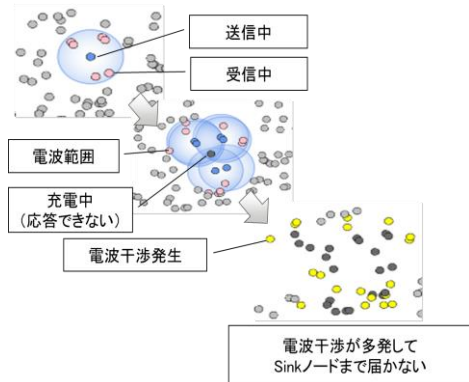 送信中
受信中
電波範囲
充電中
(応答できない)
電波干渉発生
電波干渉が多発して
Sinkノードまで届かない